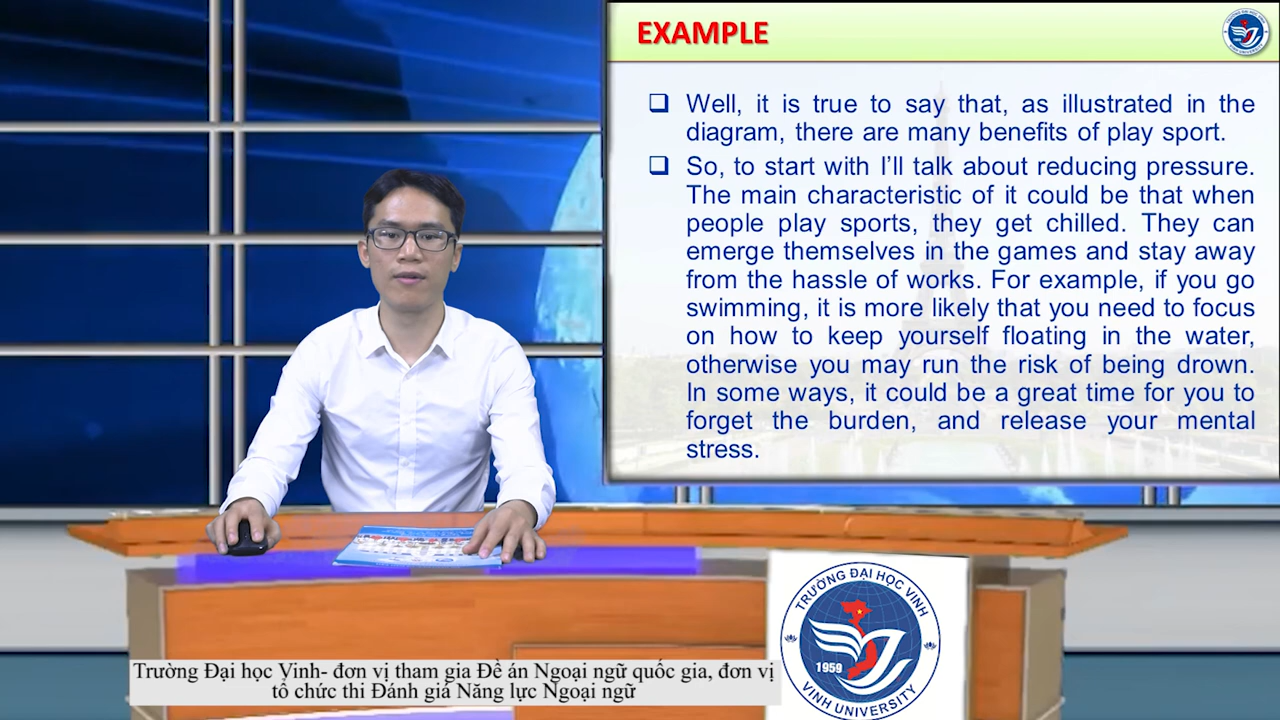 EXAMPLE
TRƯỜNG ĐẠI HỌC VINH
VINH UNIVERSITY
❑ Well, it is true to say that, as illustrated in the
diagram, there are many benefits of play sport.
❑ So, to start with I’ll talk about reducing pressure.
The main characteristic of it could be that when
people play sports, they get chilled. They can
emerge themselves in the games and stay away
from the hassle of works. For example, if you go
swimming, it is more likely that you need to focus
on how to keep yourself floating in the water,
otherwise you may run the risk of being drown.
In some ways, it could be a great time for you to
forget the burden, and release your mental
stress.
TRƯỜNG ĐẠI HỌC VINH
1959
VINH UNIVERSITY
Trường Đại học Vinh- đơn vị tham gia Đề án Ngoại ngữ quốc gia, đơn vị
tổ chức thi Đánh giá Năng lực Ngoại ngữ